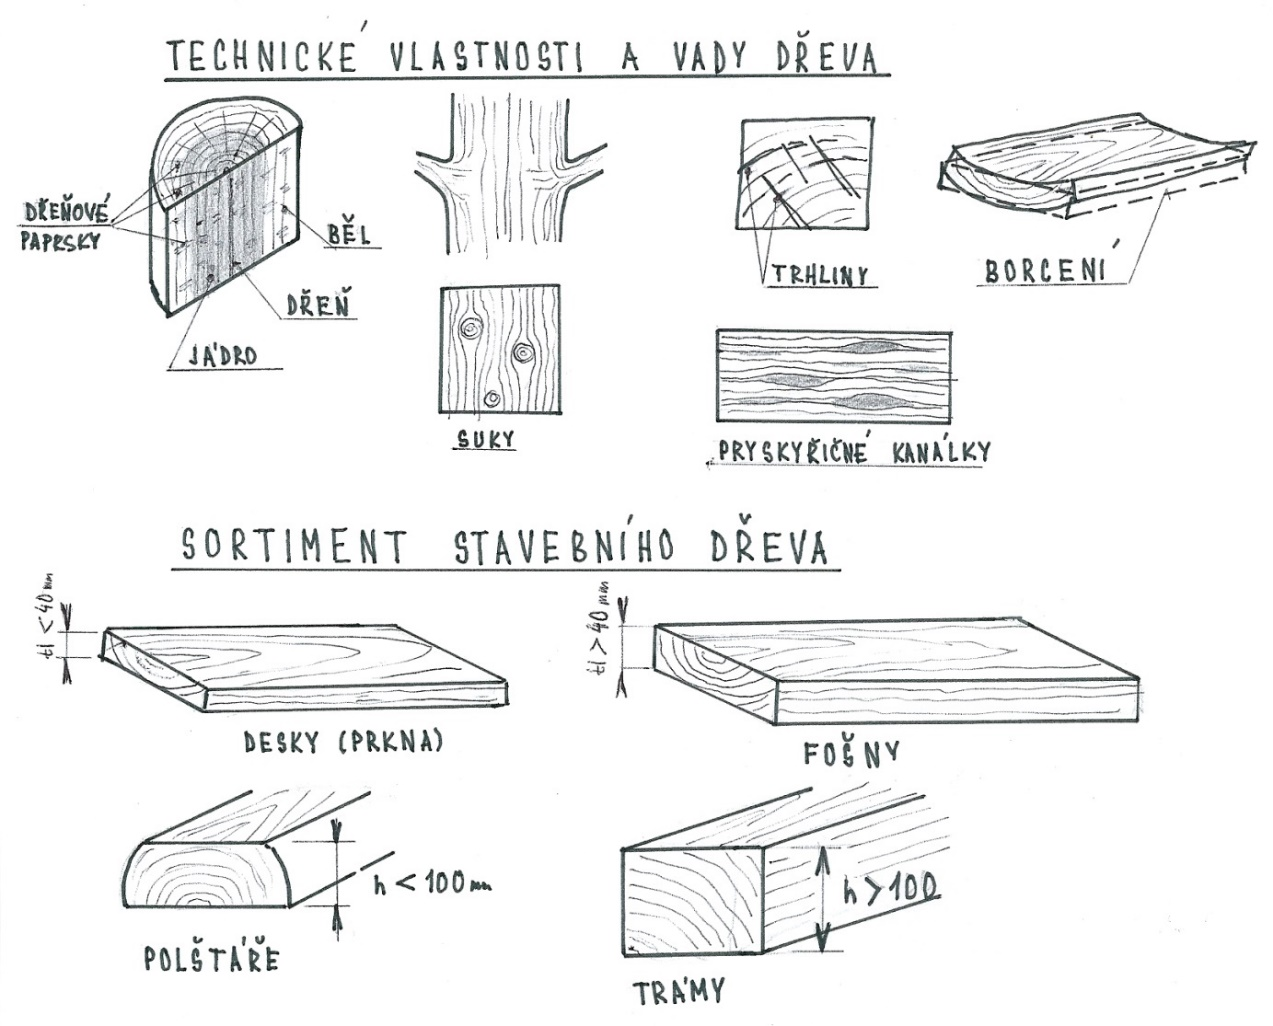 TECHNICKÉ VLASTNOSTI A VADY DŘEVA
DŘEŇOVÉ
PAPRSKY
BĚL
DŘEŇ
JÁDRO
SUKY
TRHLINY
BORCENÍ
PRYSKYŘIČNÉ KANÁLKY
SORTIMENT STAVEBNÍHO DŘEVA
tl < 40 mm
DESKY (PRKNA)
tl > 40 mm
FOŠNY
h < 100 mm
POLŠTÁŘE
h > 100
TRÁMY